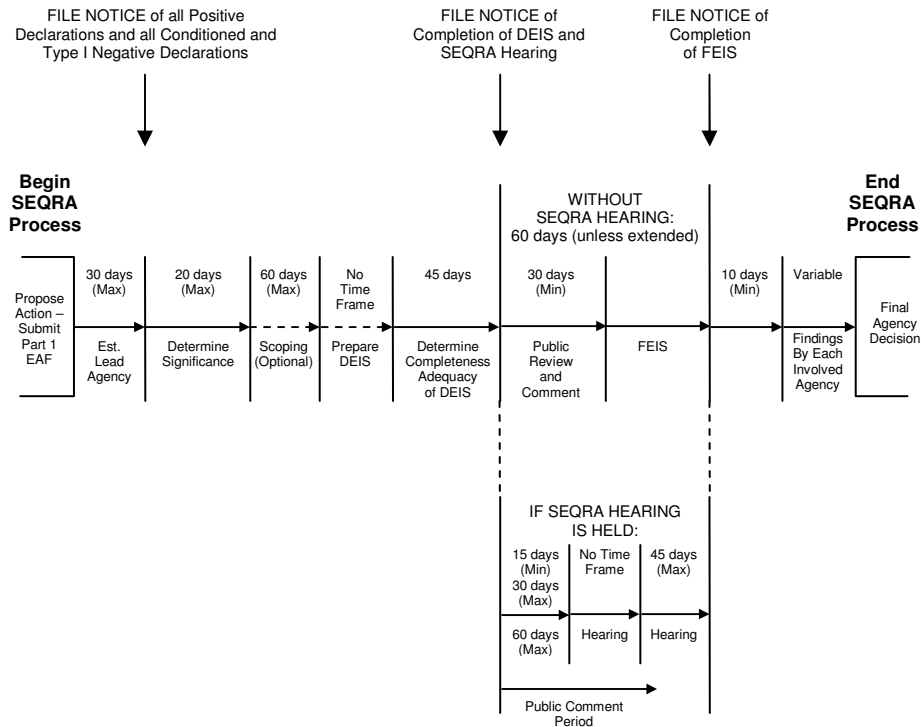 FILE NOTICE of all Positive
Declarations and all Conditioned and
Type I Negative Declarations
FILE NOTICE of
Completion of DEIS and
SEQRA Hearing
FILE NOTICE of
Completion
of FEIS
Begin
SEQRA
Process
WITHOUT
SEQRA HEARING:
60 days (unless extended)
End
SEQRA
Process
Propose
Action –
Submit
Part 1
EAF
30 days
(Max)
Est.
Lead
Agency
20 days
(Max)
Determine
Significance
60 days
(Max)
Scoping
(Optional)
No
Time
Frame
Prepare
DEIS
45 days
Determine
Completeness
Adequacy
of DEIS
30 days
(Min)
Public
Review
and
Comment
FEIS
10 days
(Min)
Variable
Findings
By Each
Involved
Agency
Final
Agency
Decision
IF SEQRA HEARING
IS HELD:
15 days
(Min)
30 days
(Max)
60 days
(Max)
No Time
Frame
Hearing
45 days
(Max)
Hearing
Public Comment
Period